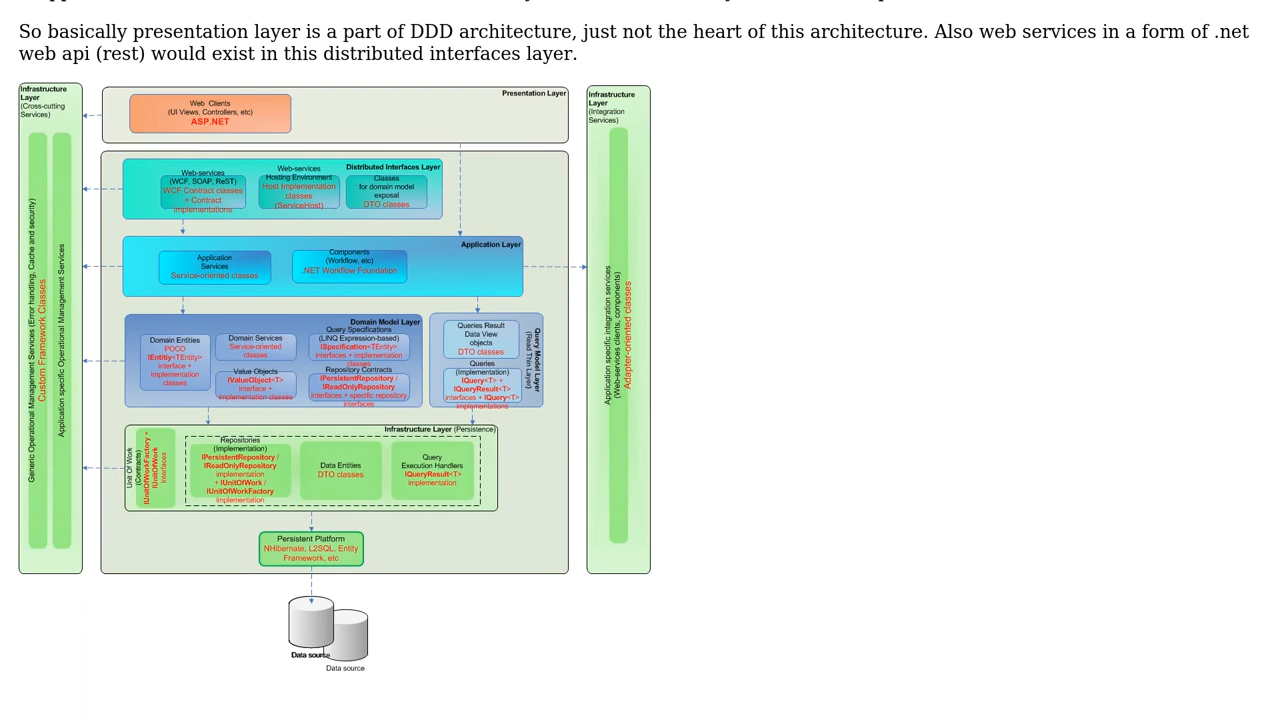 So basically presentation layer is a part of DDD architecture, just not the heart of this architecture. Also web services in a form of .net
web api (rest) would exist in this distributed interfaces layer.
Infrastructure
Layer
(Cross-cutting
Services)
Generic Operational Management Services (Error handling, Cache and security)
Custom Framework Classes
Application specific Operational Management Services
Presentation Layer
Web Clients
(UI Views, Controllers, etc)
ASP.NET
Distributed Interfaces Layer
Web-services
(WCF, SOAP, ReST)
WCF Contract classes
+ Contract
implementations
Web-services
Hosting Environment
Host Implementation
classes
(ServiceHost)
Classes
for domain model
exposal
DTO classes
Application Layer
Application
Services
Service-oriented classes
Components
(Workflow, etc)
.NET Workflow Foundation
Domain Model Layer
Domain Entities
POCO
IEntitiy<TEntity>
interface +
implementation
classes
Domain Services
Service-oriented
classes
Value Objects
IValueObject<T>
interface +
implementation classes
Query Specifications
(LINQ Expression-based)
ISpecification<TEntity>
interfaces + implementation
classes
Repository Contracts
IPersistentRepository /
IReadOnlyRepository
interfaces + specific repository
interfaces
Query Model Layer
(Read Thin Layer)
Queries Result
Data View
objects
DTO classes
Queries
(Implementation)
IQuery<T> +
IQueryResult<T>
interfaces + IQuery<T>
implementations
Infrastructure Layer (Persistence)
Unit Of Work
(Contracts)
IUnitOfWorkFactory +
IUnitOfWork
interfaces
Repositories
(Implementation)
IPersistentRepository /
IReadOnlyRepository
implementation
+ IUnitOfWork /
IUnitOfWorkFactory
implementation
Data Entities
DTO classes
Query
Execution Handlers
IQueryResult<T>
implementation
Persistent Platform
NHibernate, L2SQL, Entity
Framework, etc
Data source
Data source
Infrastructure
Layer
(Integration
Services)
Application specific integration services
(Web-services clients, components)
Adapter-oriented classes